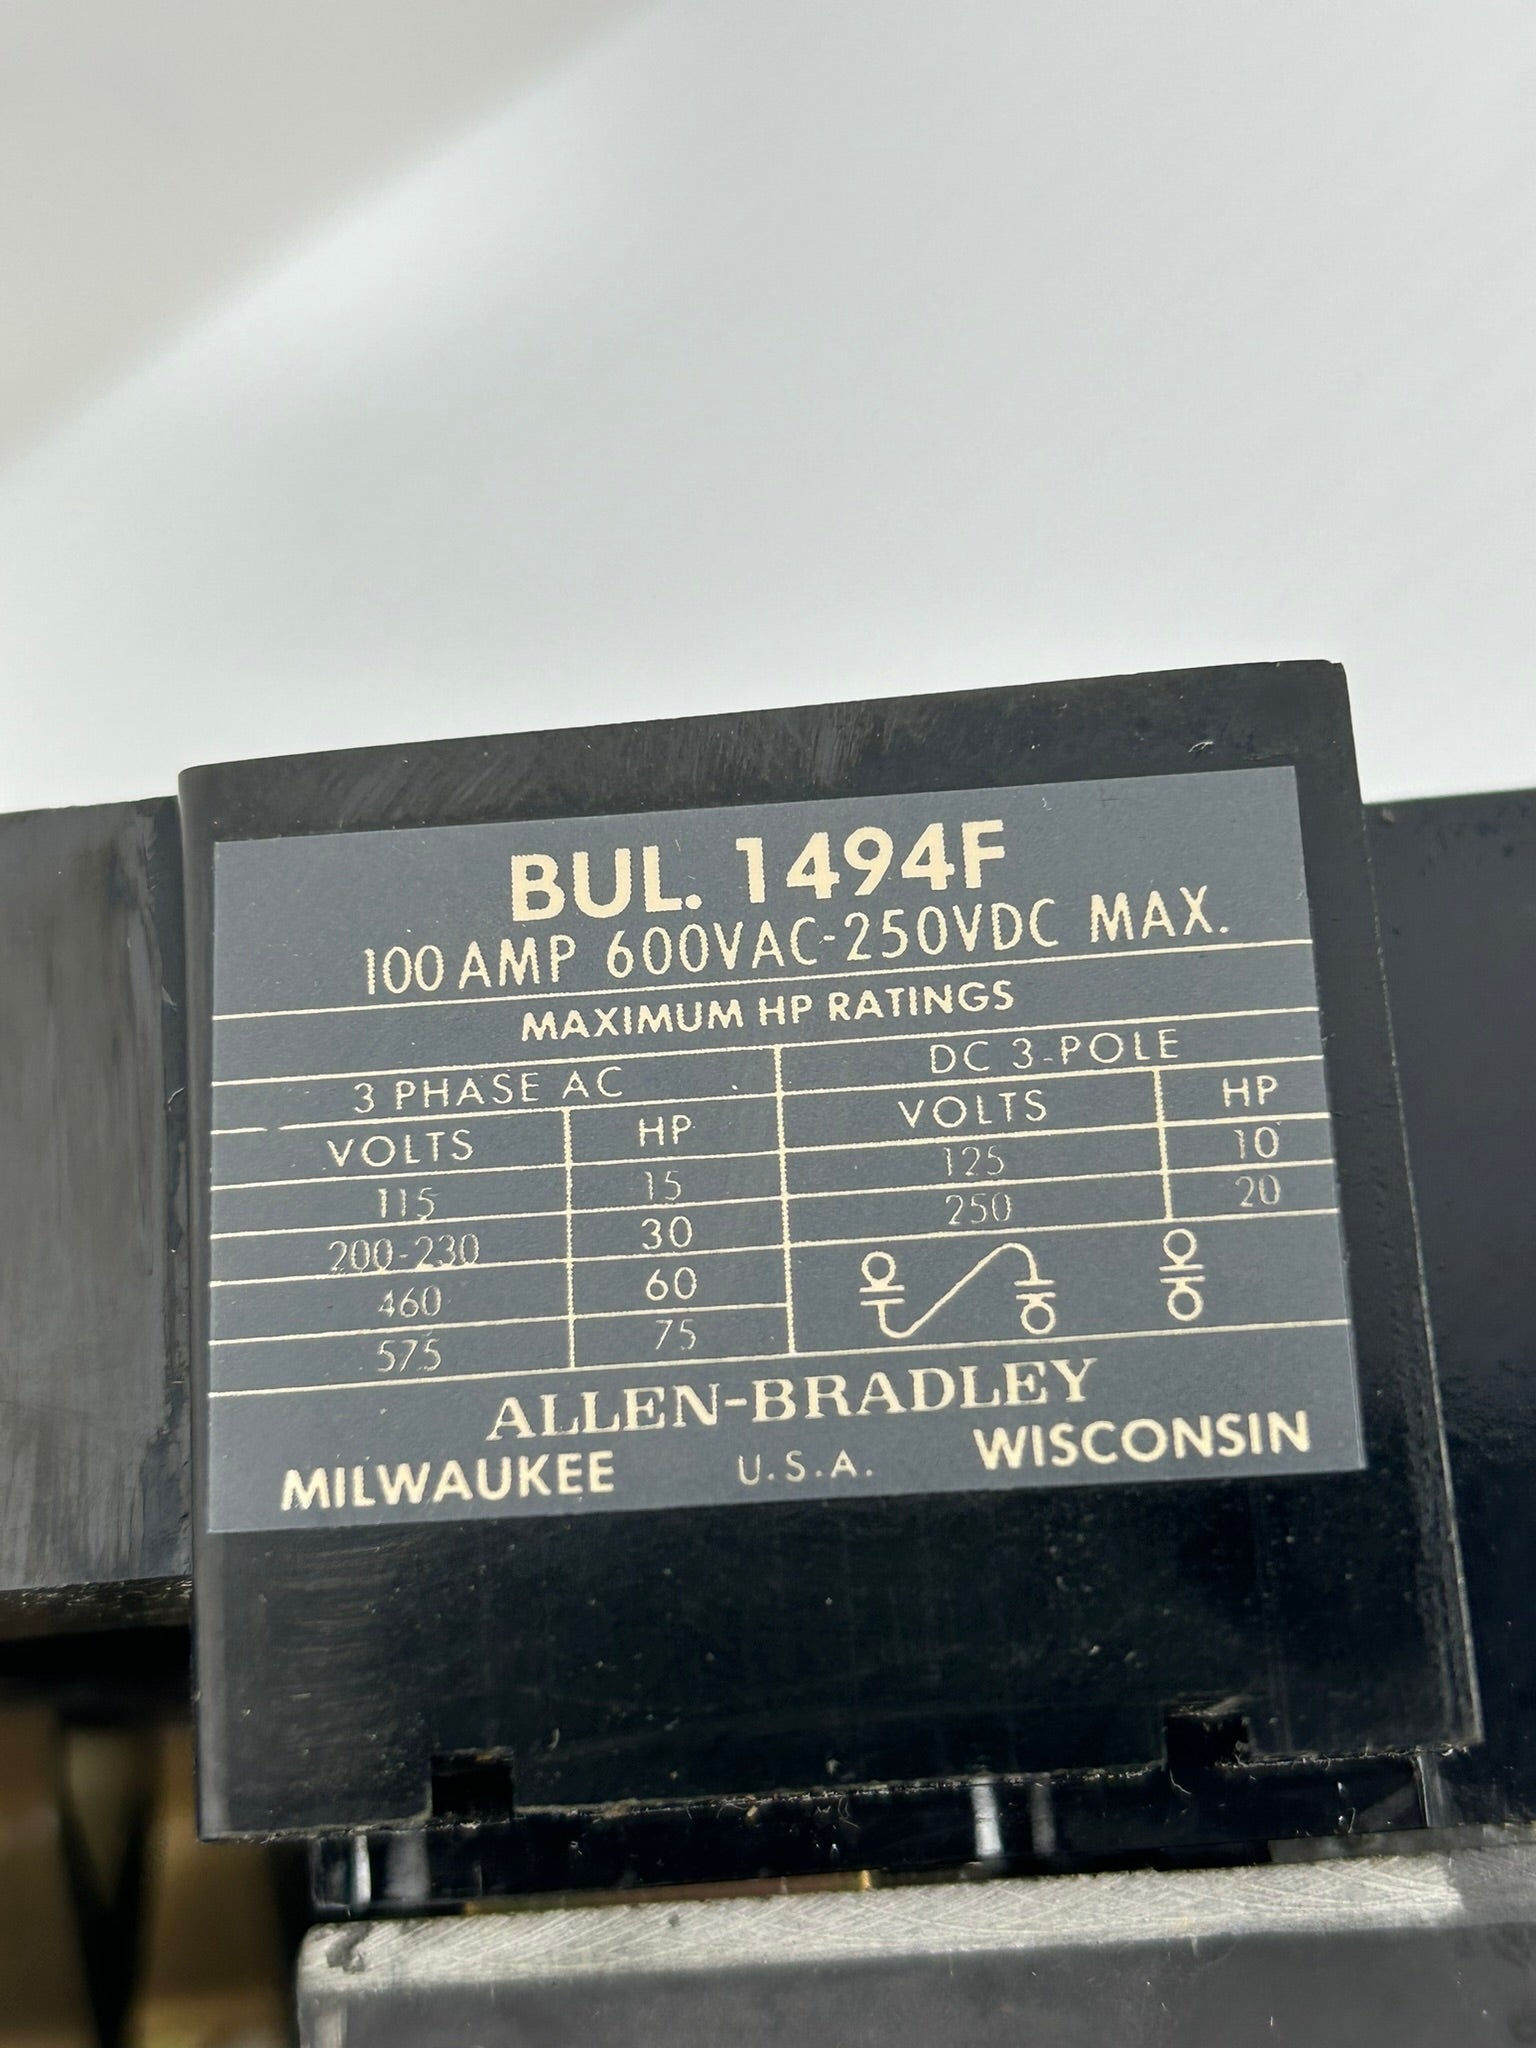 BUL. 1494F
100 AMP 600VAC-250VDC MAX.
MAXIMUM HP RATINGS
3 PHASE AC
VOLTS HP
115 15
200-230 30
460 60
575 75
DC 3-POLE
VOLTS HP
125 10
250 20
ALLEN-BRADLEY
MILWAUKEE U.S.A. WISCONSIN